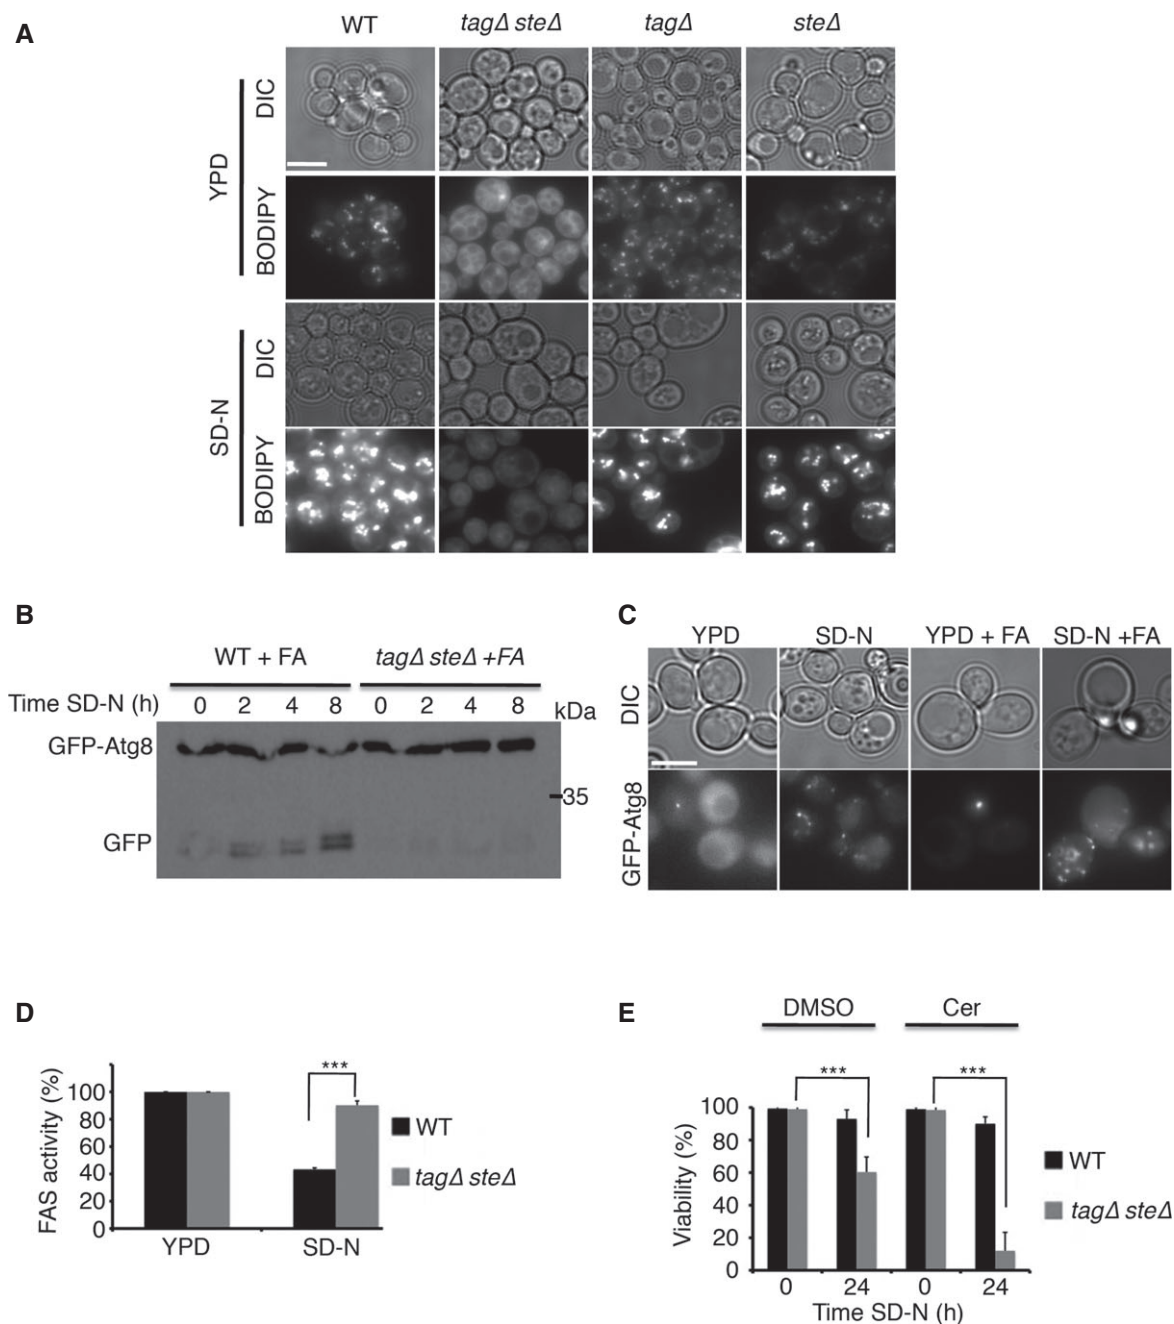 A
WT
tagΔ steΔ
tagΔ
steΔ
YPD
DIC
BODIPY
SD-N
DIC
BODIPY
B
WT + FA
tagΔ steΔ +FA
Time SD-N (h)
0 2 4 8 0 2 4 8
kDa
GFP-Atg8
35
GFP
C
YPD
SD-N
YPD + FA
SD-N +FA
DIC
GFP-Atg8
D
FAS activity (%)
100
80
60
40
20
0
***
YPD
SD-N
WT
tagΔ steΔ
E
DMSO
Cer
***
***
Viability (%)
100
80
60
40
20
0
0 24 0 24
Time SD-N (h)
WT
tagΔ steΔ